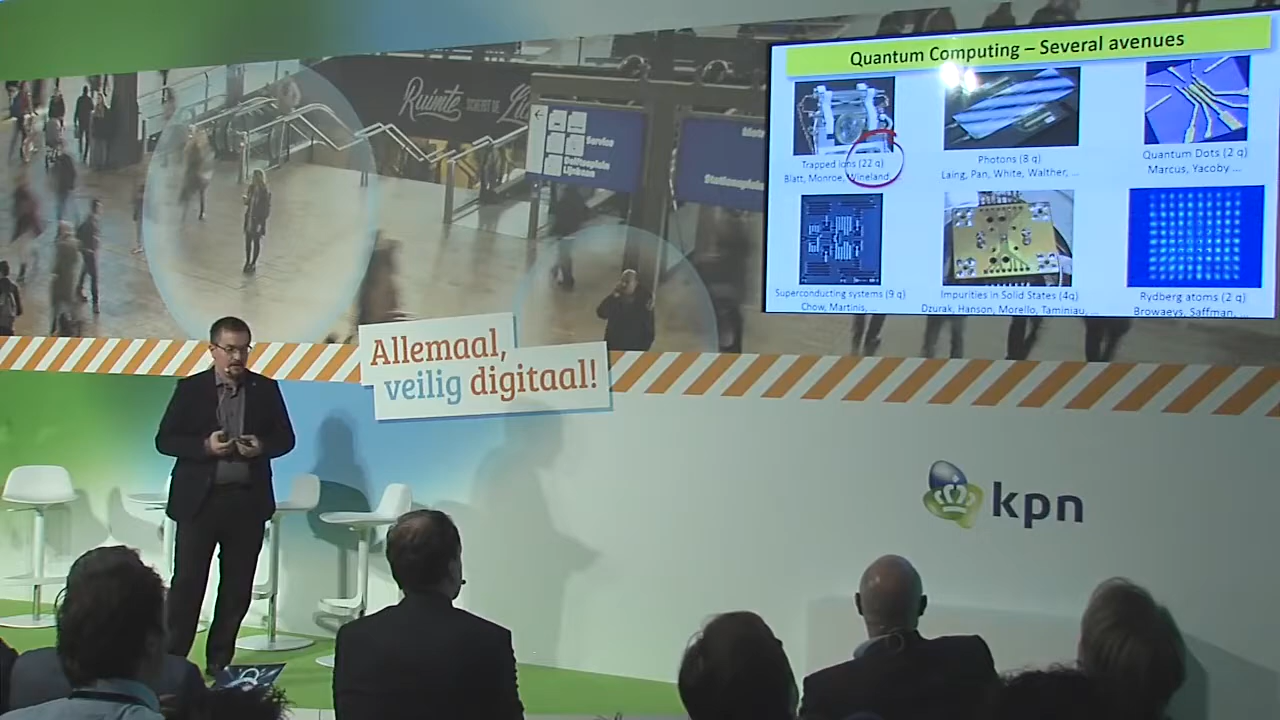 Quantum Computing – Several avenues
Trapped ions (22 q)
Blatt, Monroe, Wineland
Photons (8 q)
Laing, Pan, White, Walther, ...
Quantum Dots (2 q)
Marcus, Yacoby ...
Superconducting systems (9 q)
Chow, Martinis, ...
Impurities in Solid States (4q)
Dzurak, Hanson, Morello, Taminiau, ...
Rydberg atoms (2 q)
Browaeys, Saffman, ...
Ruimte
Service
Stationsplein
Allemaal,
veilig digitaal!
kpn